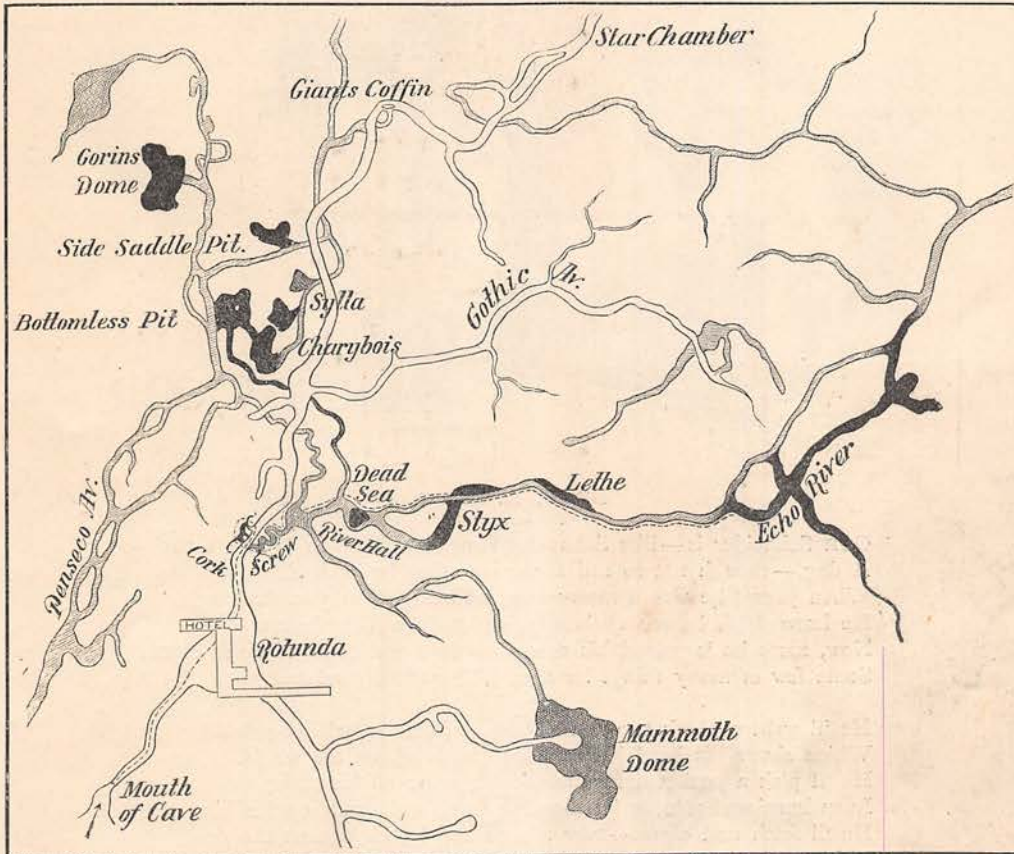 Star Chamber
Giants Coffin
Gorins
Dome
Side Saddle Pit.
Gothic Av.
Sylla
Bottomless Pit
Charybois
Penseco Av.
Dead
Sea
Lethe
Styx
River Hall
Echo River
Cork Screw
HOTEL
Rotunda
Mammoth
Dome
Mouth
of Cave